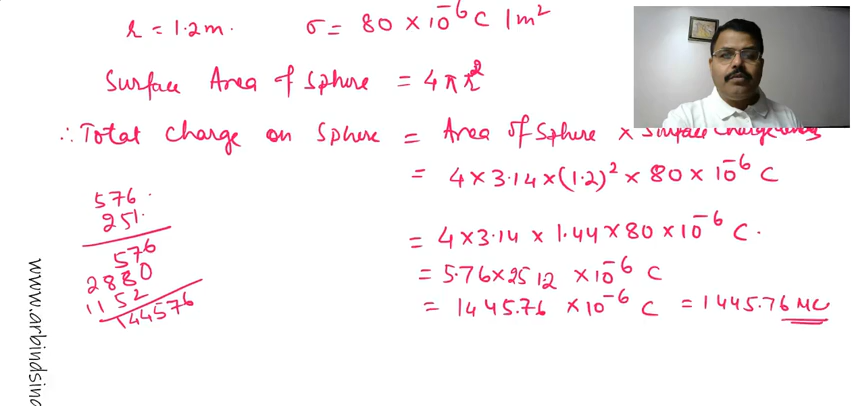 r = 1.2m. σ = 80 × 10⁻⁶ C / m²
Surface Area of Sphere = 4πr²
∴ Total Charge on Sphere = Area of Sphere × Surface Charge
= 4 × 3.14 × (1.2)² × 80 × 10⁻⁶ C
= 4 × 3.14 × 1.44 × 80 × 10⁻⁶ C.
= 5.76 × 251.2 × 10⁻⁶ C
= 1445.76 × 10⁻⁶ C = 1445.76 μC
576.
251.
576
2880
1152
144576
www.arbindsind